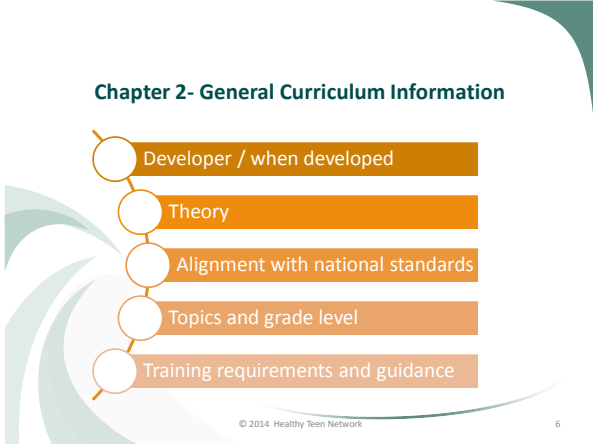 Chapter 2- General Curriculum Information
Developer / when developed
Theory
Alignment with national standards
Topics and grade level
Training requirements and guidance
© 2014 Healthy Teen Network
6